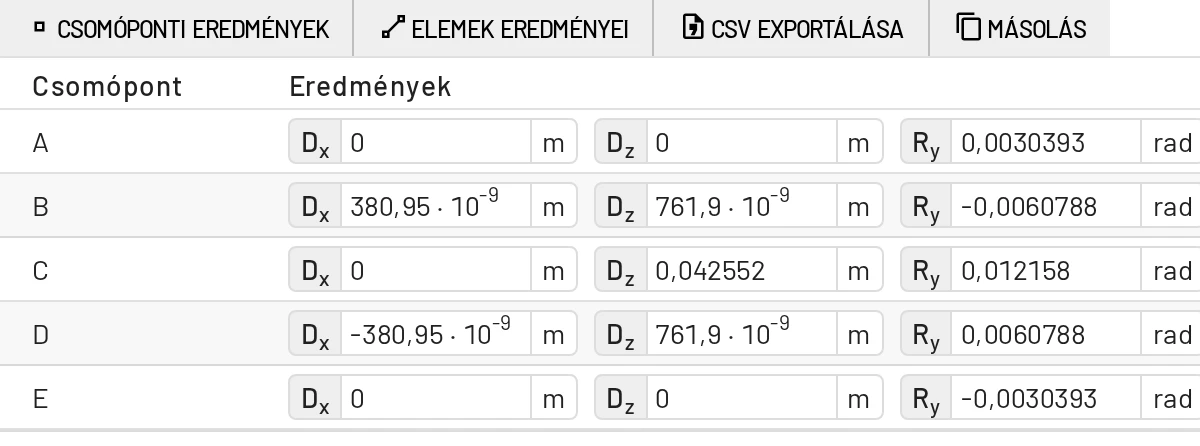 CSOMÓPONTI EREDMÉNYEK ELEMEK EREDMÉNYEI CSV EXPORTÁLÁSA MÁSOLÁS
Csomópont Eredmények
A Dx 0 m Dz 0 m Ry 0,0030393 rad
B Dx 380,95 · 10⁻⁹ m Dz 761,9 · 10⁻⁹ m Ry -0,0060788 rad
C Dx 0 m Dz 0,042552 m Ry 0,012158 rad
D Dx -380,95 · 10⁻⁹ m Dz 761,9 · 10⁻⁹ m Ry 0,0060788 rad
E Dx 0 m Dz 0 m Ry -0,0030393 rad